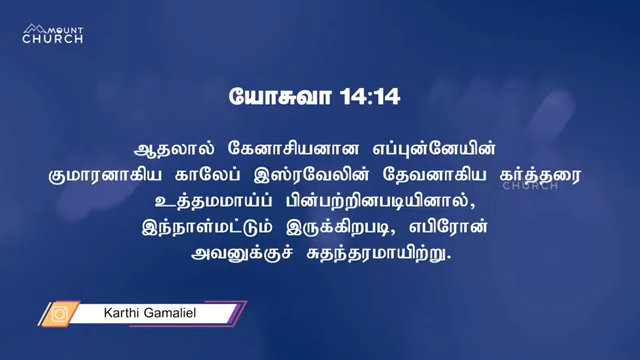 MOUNT
CHURCH
யோசுவா 14:14
ஆதலால் கேனாசியனான எப்புன்னேயின்
குமாரனாகிய காலேப் இஸ்ரவேலின் தேவனாகிய கர்த்தரை
CHURCH
உத்தமமாய்ப் பின்பற்றினபடியினால்,
இந்நாள்மட்டும் இருக்கிறபடி, எபிரோன்
அவனுக்குச் சுதந்தரமாயிற்று.
Karthi Gamaliel